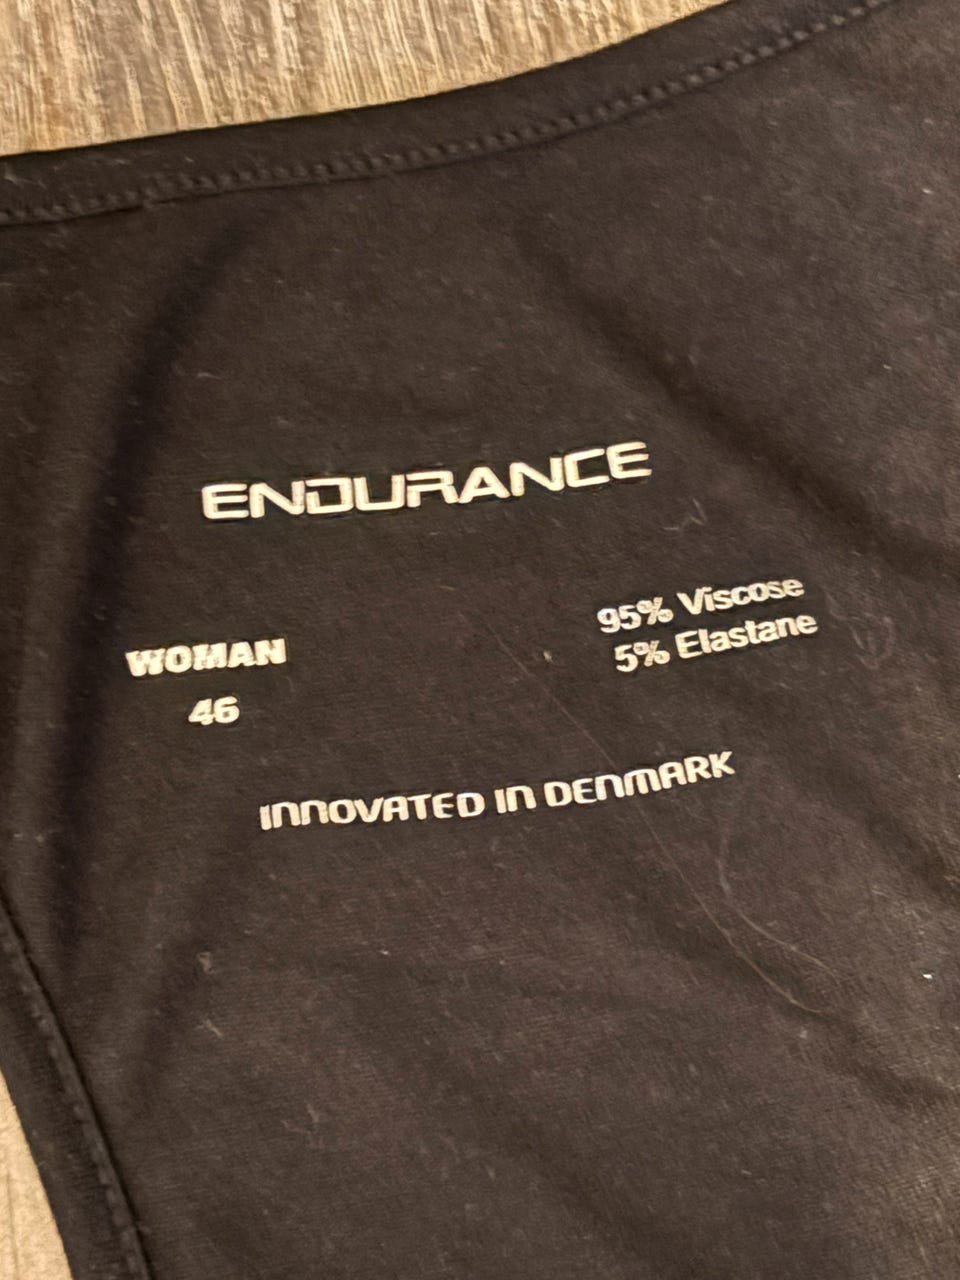 ENDURANCE
WOMAN
46
95% Viscose
5% Elastane
INNOVATED IN DENMARK